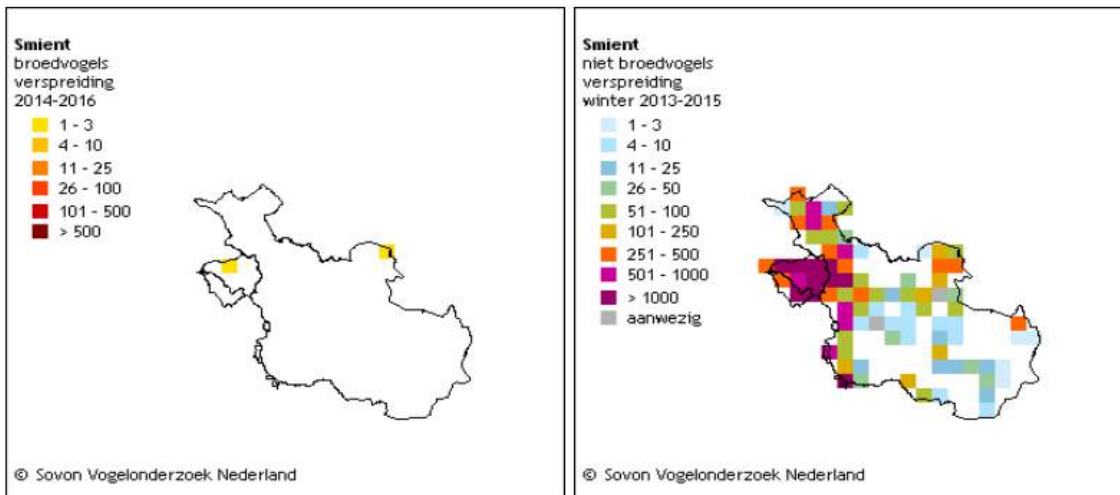 Smient
broedvogels
verspreiding
2014-2016
1 - 3
4 - 10
11 - 25
26 - 100
101 - 500
> 500
© Sovon Vogelonderzoek Nederland
Smient
niet broedvogels
verspreiding
winter 2013-2015
1 - 3
4 - 10
11 - 25
26 - 50
51 - 100
101 - 250
251 - 500
501 - 1000
> 1000
aanwezig
© Sovon Vogelonderzoek Nederland